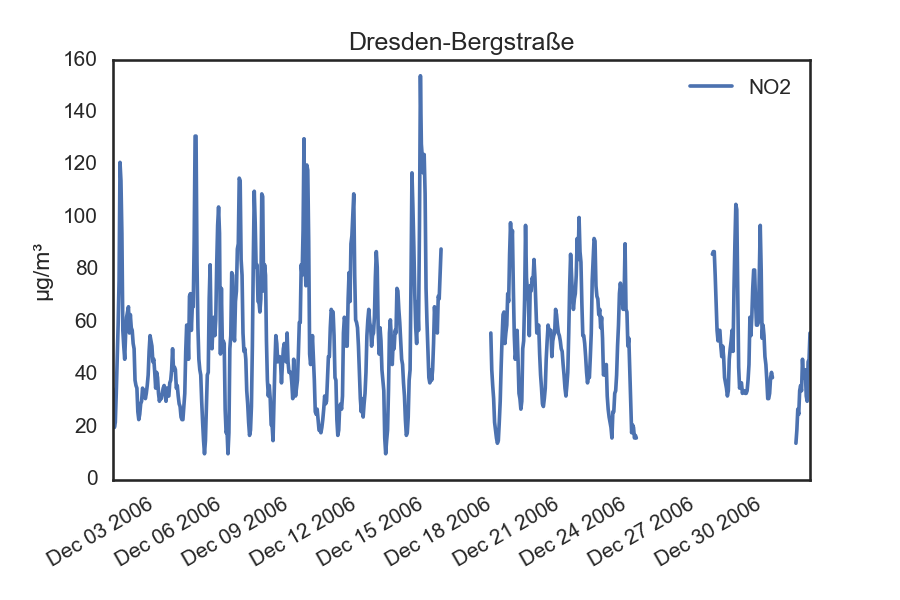 Dresden-Bergstraße
160
140
120
100
80
60
40
20
0
µg/m³
NO2
Dec 03 2006
Dec 06 2006
Dec 09 2006
Dec 12 2006
Dec 15 2006
Dec 18 2006
Dec 21 2006
Dec 24 2006
Dec 27 2006
Dec 30 2006